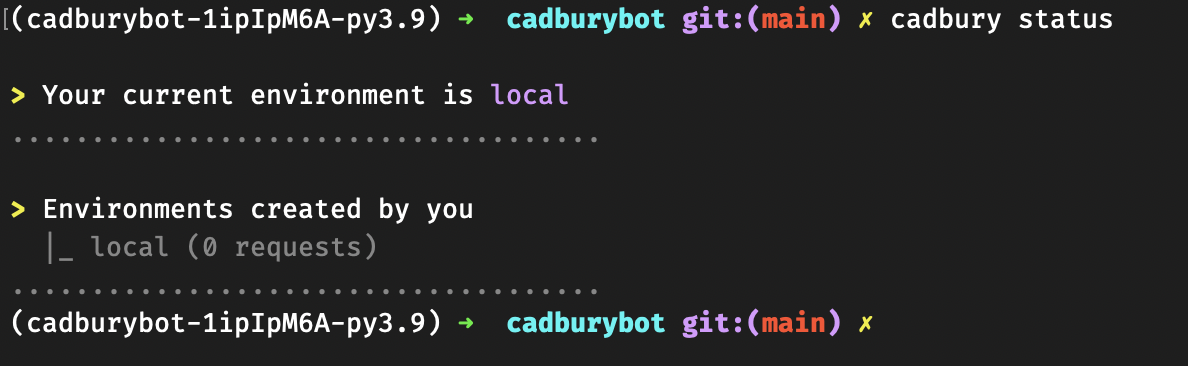 (cadburybot-1ipIpM6A-py3.9) ➜  cadburybot git:(main) ✗ cadbury status
> Your current environment is local
.....................................
> Environments created by you
  |_ local (0 requests)
.....................................
(cadburybot-1ipIpM6A-py3.9) ➜  cadburybot git:(main) ✗